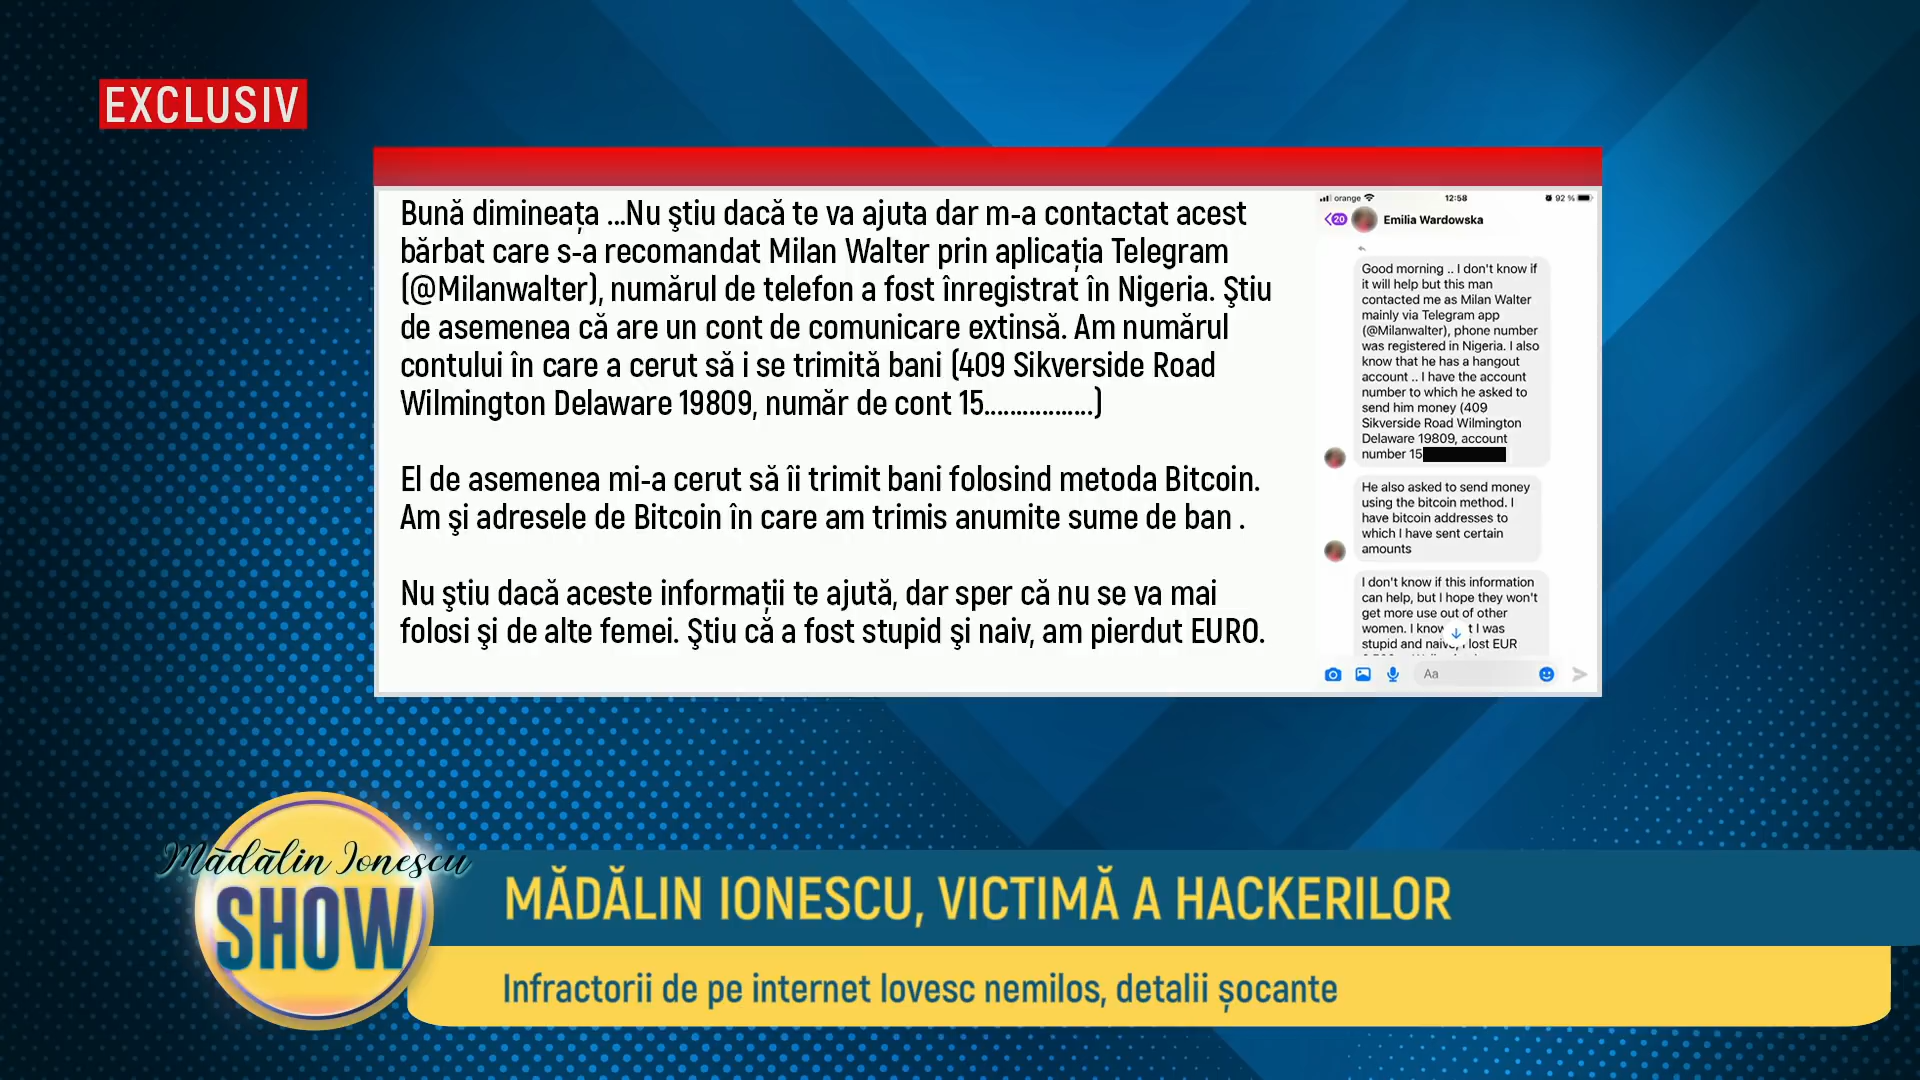 EXCLUSIV
Bună dimineața ...Nu ştiu dacă te va ajuta dar m-a contactat acest
bărbat care s-a recomandat Milan Walter prin aplicația Telegram
(@Milanwalter), numărul de telefon a fost înregistrat în Nigeria. Ştiu
de asemenea că are un cont de comunicare extinsă. Am numărul
contului în care a cerut să i se trimită bani (409 Sikverside Road
Wilmington Delaware 19809, număr de cont 15.................)
El de asemenea mi-a cerut să îi trimit bani folosind metoda Bitcoin.
Am şi adresele de Bitcoin în care am trimis anumite sume de ban .
Nu ştiu dacă aceste informații te ajută, dar sper că nu se va mai
folosi şi de alte femei. Ştiu că a fost stupid şi naiv, am pierdut EURO.
orange 12:58 92 %
20 Emilia Wardowska
Good morning .. I don't know if
it will help but this man
contacted me as Milan Walter
mainly via Telegram app
(@Milanwalter), phone number
was registered in Nigeria. I also
know that he has a hangout
account .. I have the account
number to which he asked to
send him money (409
Sikverside Road Wilmington
Delaware 19809, account
number 15
He also asked to send money
using the bitcoin method. I
have bitcoin addresses to
which I have sent certain
amounts
I don't know if this information
can help, but I hope they won't
get more use out of other
women. I know I was
stupid and naive, I lost EUR
Aa
Mădălin Ionescu
SHOW
MĂDĂLIN IONESCU, VICTIMĂ A HACKERILOR
Infractorii de pe internet lovesc nemilos, detalii șocante